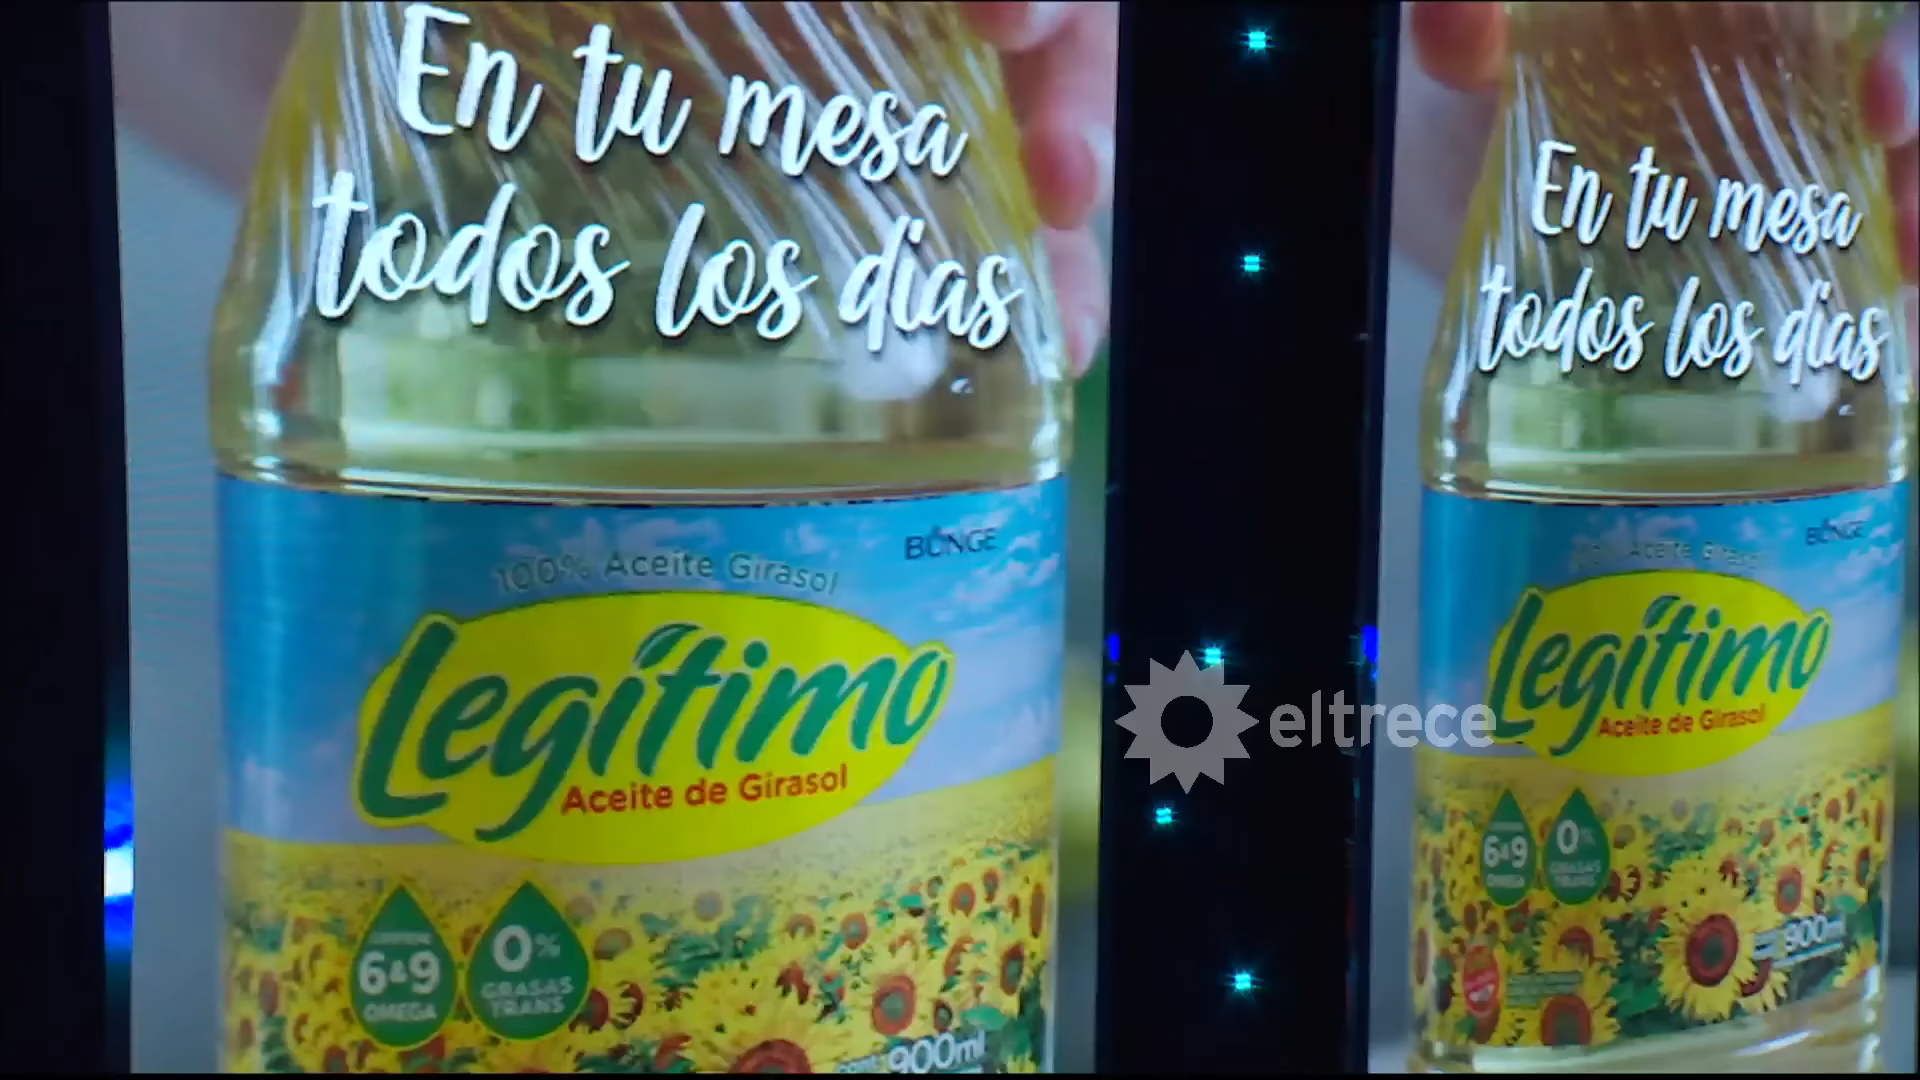 En tu mesa
todos los dias
BUNGE
100% Aceite Girasol
Legítimo
Aceite de Girasol
6&9
OMEGA
0%
GRASAS
TRANS
900ml
eltrece
En tu mesa
todos los dias
BUNGE
Aceite Girasol
Legítimo
Aceite de Girasol
6&9
OMEGA
0%
GRASAS
TRANS
900ml